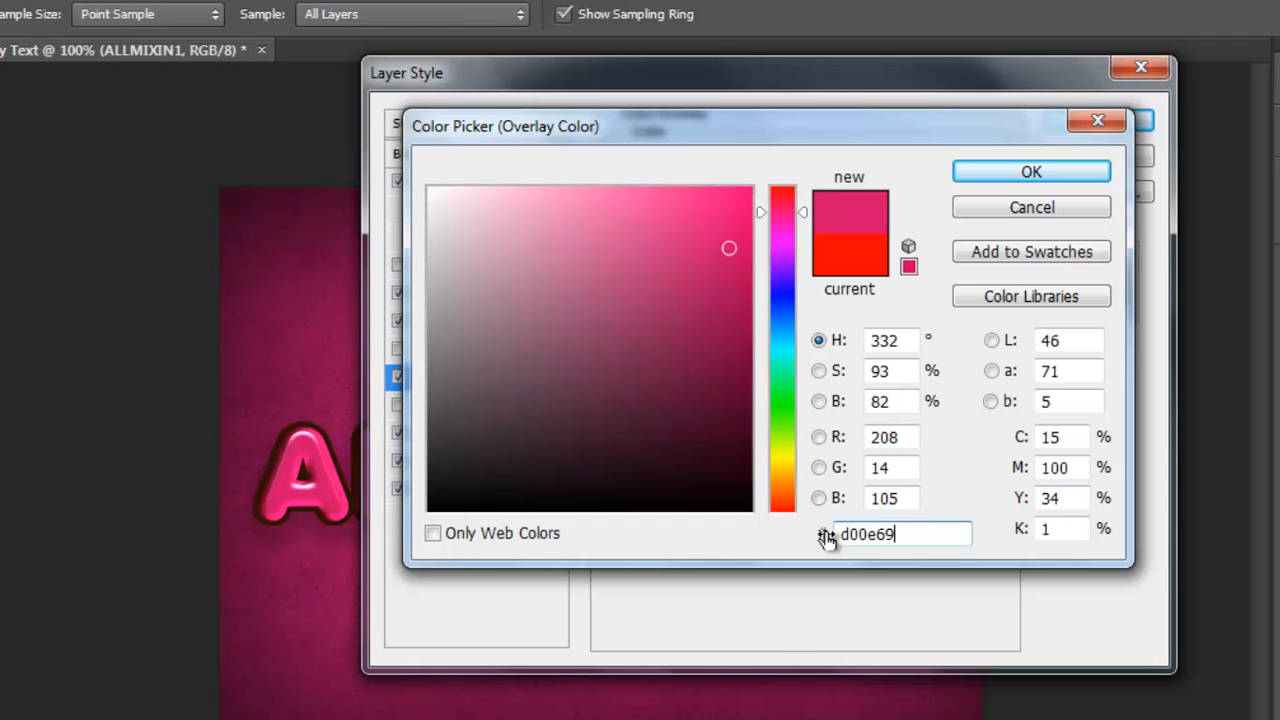 ample Size: Point Sample Sample: All Layers Show Sampling Ring
y Text @ 100% (ALLMIXIN1, RGB/8) * ×
Layer Style
Color Picker (Overlay Color)
new
current
OK
Cancel
Add to Swatches
Color Libraries
H: 332 °
S: 93 %
B: 82 %
R: 208
G: 14
B: 105
L: 46
a: 71
b: 5
C: 15 %
M: 100 %
Y: 34 %
K: 1 %
d00e69
Only Web Colors
A